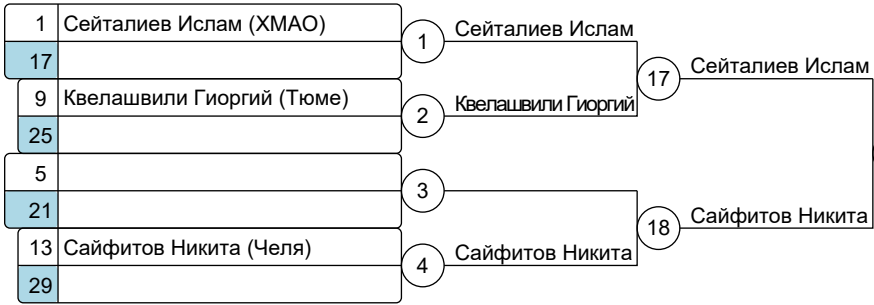 1 Сейталиев Ислам (ХМАО)
17
1
Сейталиев Ислам
9 Квелашвили Гиоргий (Тюме)
25
2
Квелашвили Гиоргий
17
Сейталиев Ислам
5
21
3
13 Сайфитов Никита (Челя)
29
4
Сайфитов Никита
18
Сайфитов Никита